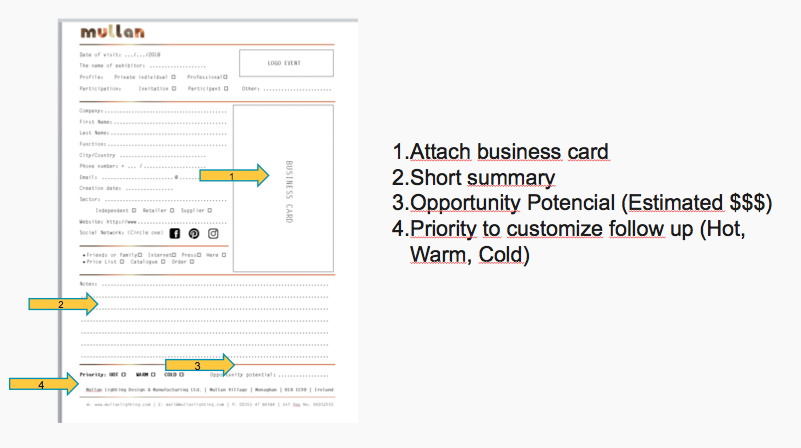 mullan
Date of visit: .../.../2018
The name of exhibitor: ..................
LOGO EVENT
Profile: Private individual ☐ Professional ☐
Participation: Invitation ☐ Participant ☐ Other: ......................
Company: ..................................
First Name: ..................................
Last Name: ..................................
Function: ..................................
City/Country ..........................
Phone number: + ... / ......................
Email: ..................... @ .............
1
BUSINESS CARD
Creation date: ...............
Sector: ..................................
Independent ☐ Retailer ☐ Supplier ☐
Website: http://www..........................
Social Network: (Circle one)
• Friends or family ☐ Internet ☐ Press ☐ Here ☐
• Price List ☐ Catalogue ☐ Order ☐
Notes: ..................................
2
3
Priority: HOT ☐ WARM ☐ COLD ☐ Opportunity potential: ..............
4
Mullan Lighting Design & Manufacturing Ltd. | Mullan Village | Monaghan | Ireland
1.Attach business card
2.Short summary
3.Opportunity Potencial (Estimated $$$)
4.Priority to customize follow up (Hot,
Warm, Cold)